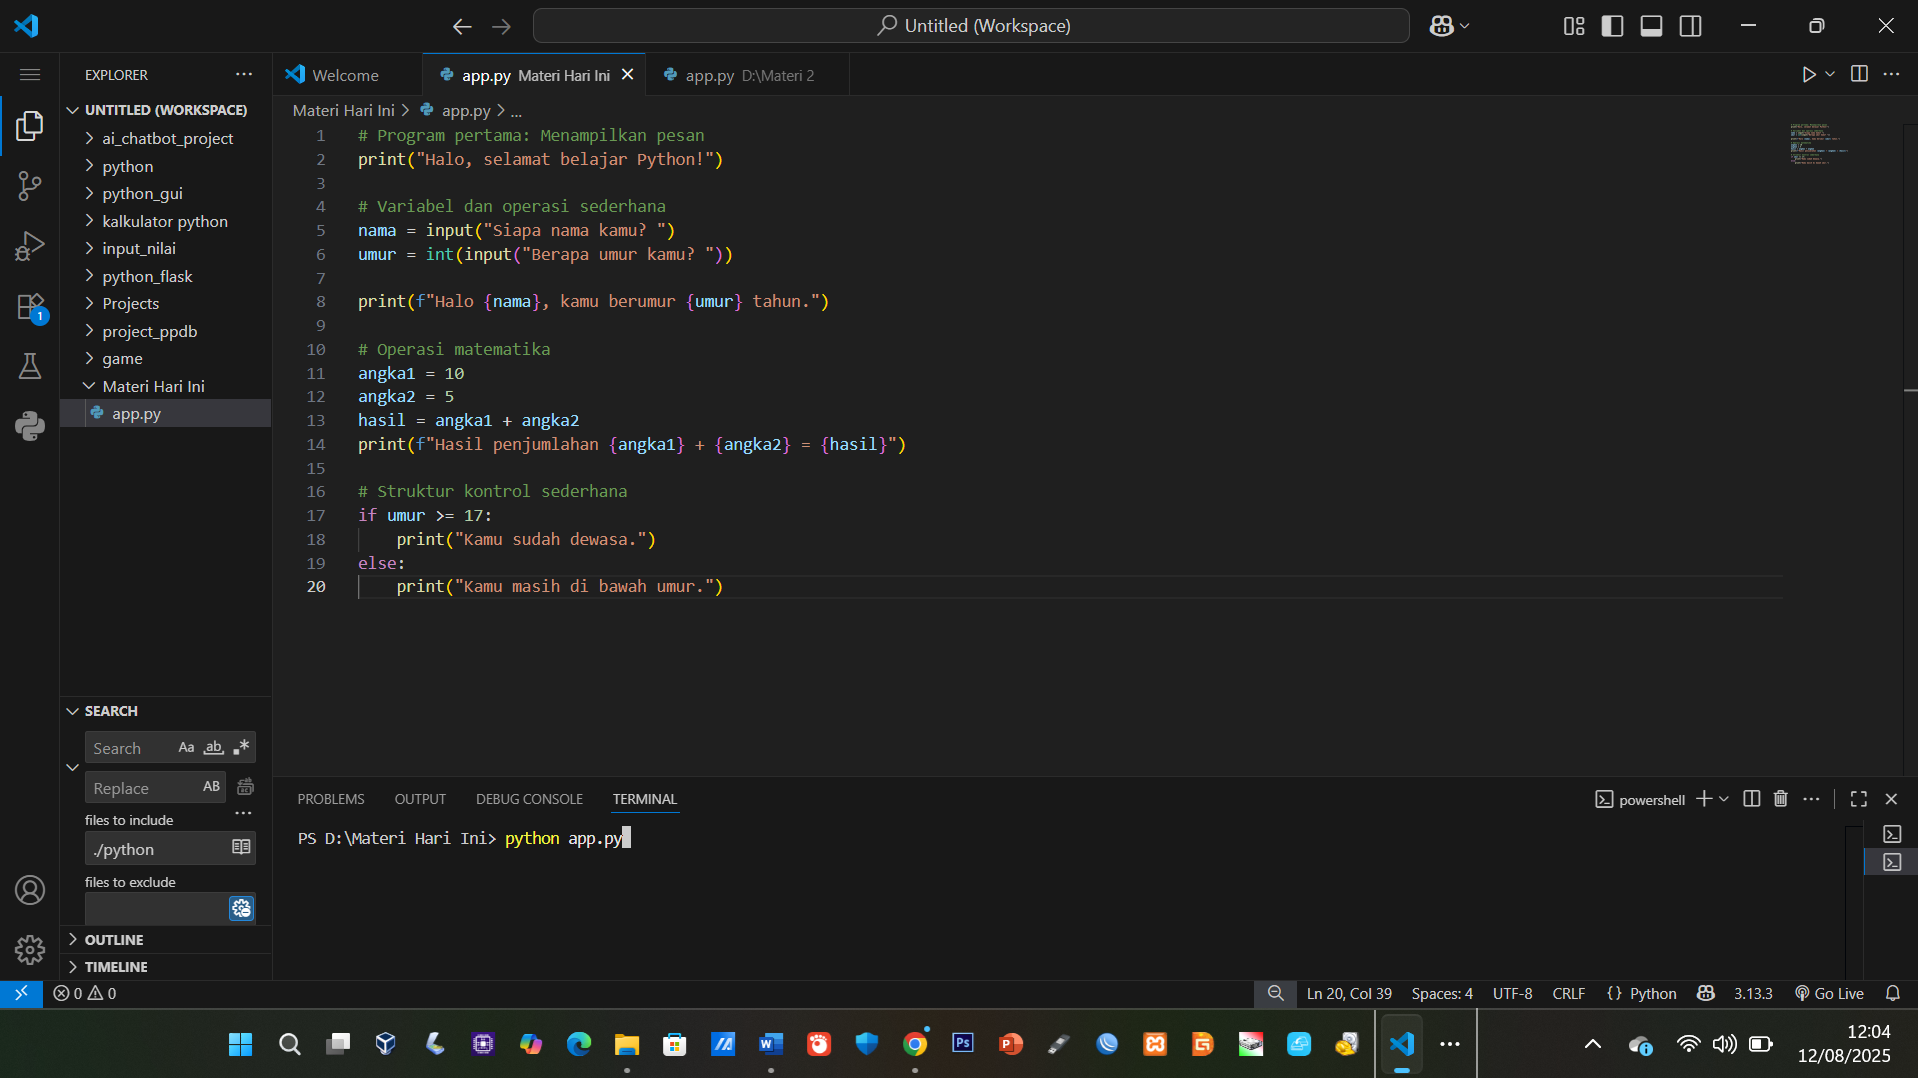 Untitled (Workspace)
EXPLORER
Welcome
app.py Materi Hari Ini
app.py D:\Materi 2
UNTITLED (WORKSPACE)
ai_chatbot_project
python
python_gui
kalkulator python
input_nilai
python_flask
Projects
project_ppdb
game
Materi Hari Ini
app.py
1
Materi Hari Ini > app.py > ...
1 # Program pertama: Menampilkan pesan
2 print("Halo, selamat belajar Python!")
3
4 # Variabel dan operasi sederhana
5 nama = input("Siapa nama kamu? ")
6 umur = int(input("Berapa umur kamu? "))
7
8 print(f"Halo {nama}, kamu berumur {umur} tahun.")
9
10 # Operasi matematika
11 angka1 = 10
12 angka2 = 5
13 hasil = angka1 + angka2
14 print(f"Hasil penjumlahan {angka1} + {angka2} = {hasil}")
15
16 # Struktur kontrol sederhana
17 if umur >= 17:
18     print("Kamu sudah dewasa.")
19 else:
20     print("Kamu masih di bawah umur.")
SEARCH
Search Aa ab
Replace AB
files to include
./python
files to exclude
OUTLINE
TIMELINE
PROBLEMS OUTPUT DEBUG CONSOLE TERMINAL
powershell
PS D:\Materi Hari Ini> python app.py
0 0
Ln 20, Col 39 Spaces: 4 UTF-8 CRLF {} Python 3.13.3 Go Live
12:04
12/08/2025